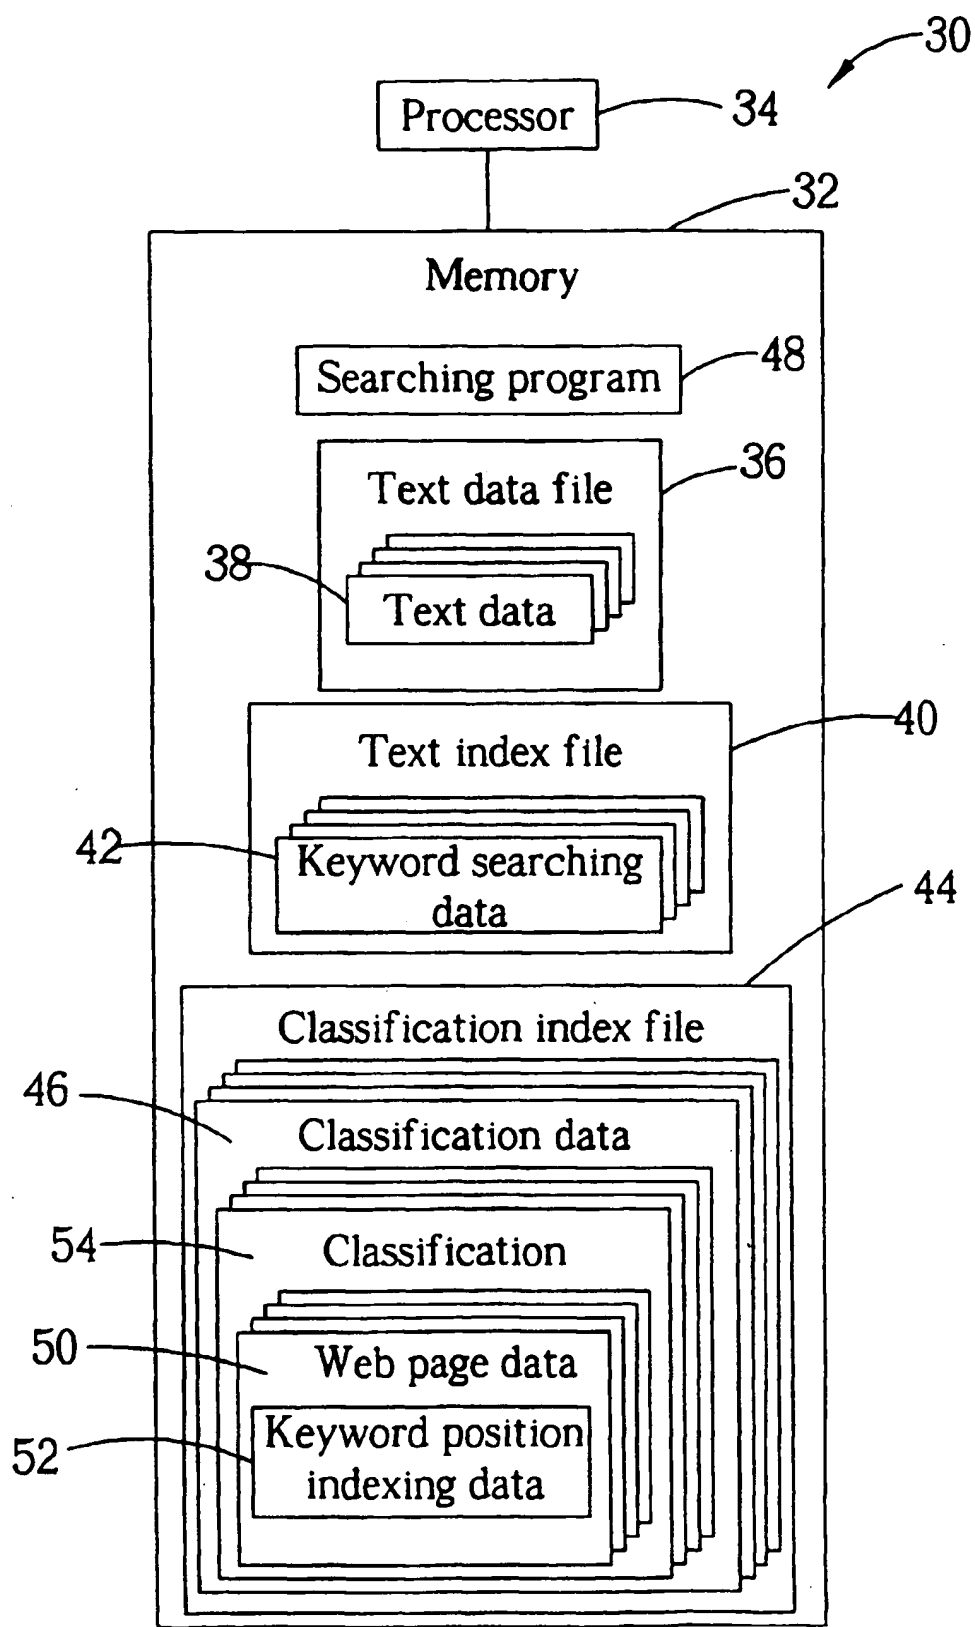 30
Processor
34
32
Memory
Searching program
48
Text data file
36
38
Text data
Text index file
40
42
Keyword searching
data
44
Classification index file
46
Classification data
54
Classification
50
Web page data
52
Keyword position
indexing data